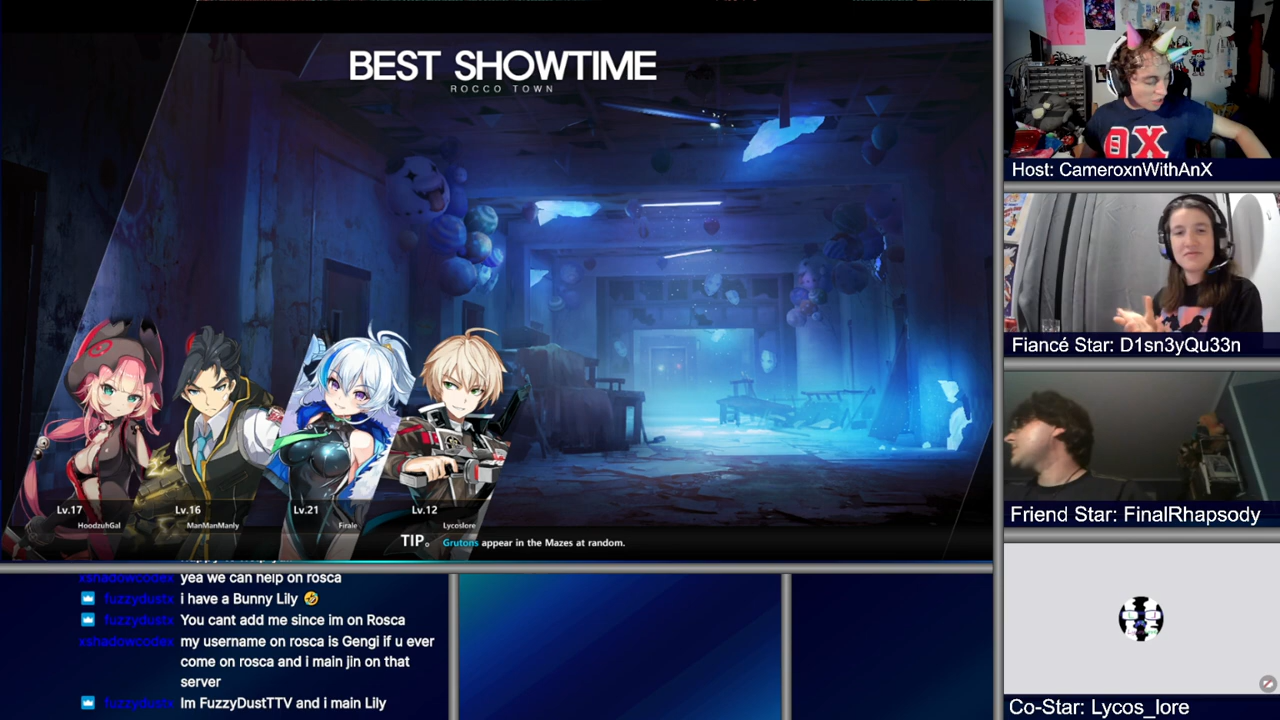 BEST SHOWTIME
ROCCO TOWN
Lv.17
HoodzuhGal
Lv.16
ManManManly
Lv.21
Firale
Lv.12
Lycoslore
TIP. Grutons appear in the Mazes at random.
xshadowcodex yea we can help on rosca
fuzzydustx i have a Bunny Lily 🤣
fuzzydustx You cant add me since im on Rosca
xshadowcodex my username on rosca is Gengi if u ever
come on rosca and i main jin on that
server
fuzzydustx Im FuzzyDustTTV and i main Lily
ΘX
Host: CameroxnWithAnX
Fiancé Star: D1sn3yQu33n
Friend Star: FinalRhapsody
Co-Star: Lycos_lore